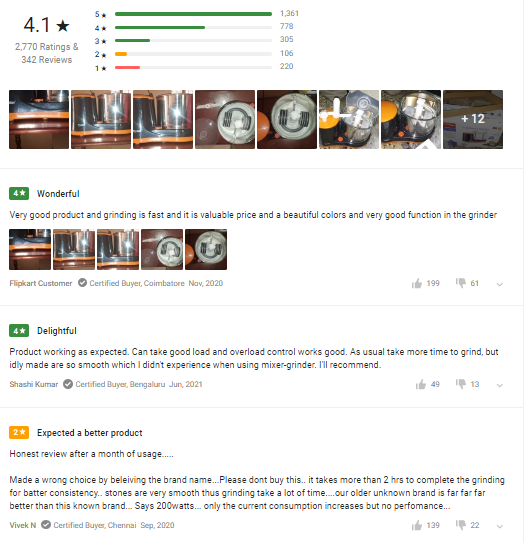 4.1 ★
2,770 Ratings &
342 Reviews
5 ★ 1,361
4 ★ 778
3 ★ 305
2 ★ 106
1 ★ 220
+ 12
4 ★ Wonderful
Very good product and grinding is fast and it is valuable price and a beautiful colors and very good function in the grinder
Flipkart Customer Certified Buyer, Coimbatore Nov, 2020 199 61
4 ★ Delightful
Product working as expected. Can take good load and overload control works good. As usual take more time to grind, but
idly made are so smooth which I didn't experience when using mixer-grinder. I'll recommend.
Shashi Kumar Certified Buyer, Bengaluru Jun, 2021 49 13
2 ★ Expected a better product
Honest review after a month of usage.....
Made a wrong choice by beleiving the brand name...Please dont buy this.. it takes more than 2 hrs to complete the grinding
for batter consistency.. stones are very smooth thus grinding take a lot of time....our older unknown brand is far far far
better than this known brand... Says 200watts... only the current consumption increases but no perfomance...
Vivek N Certified Buyer, Chennai Sep, 2020 139 22